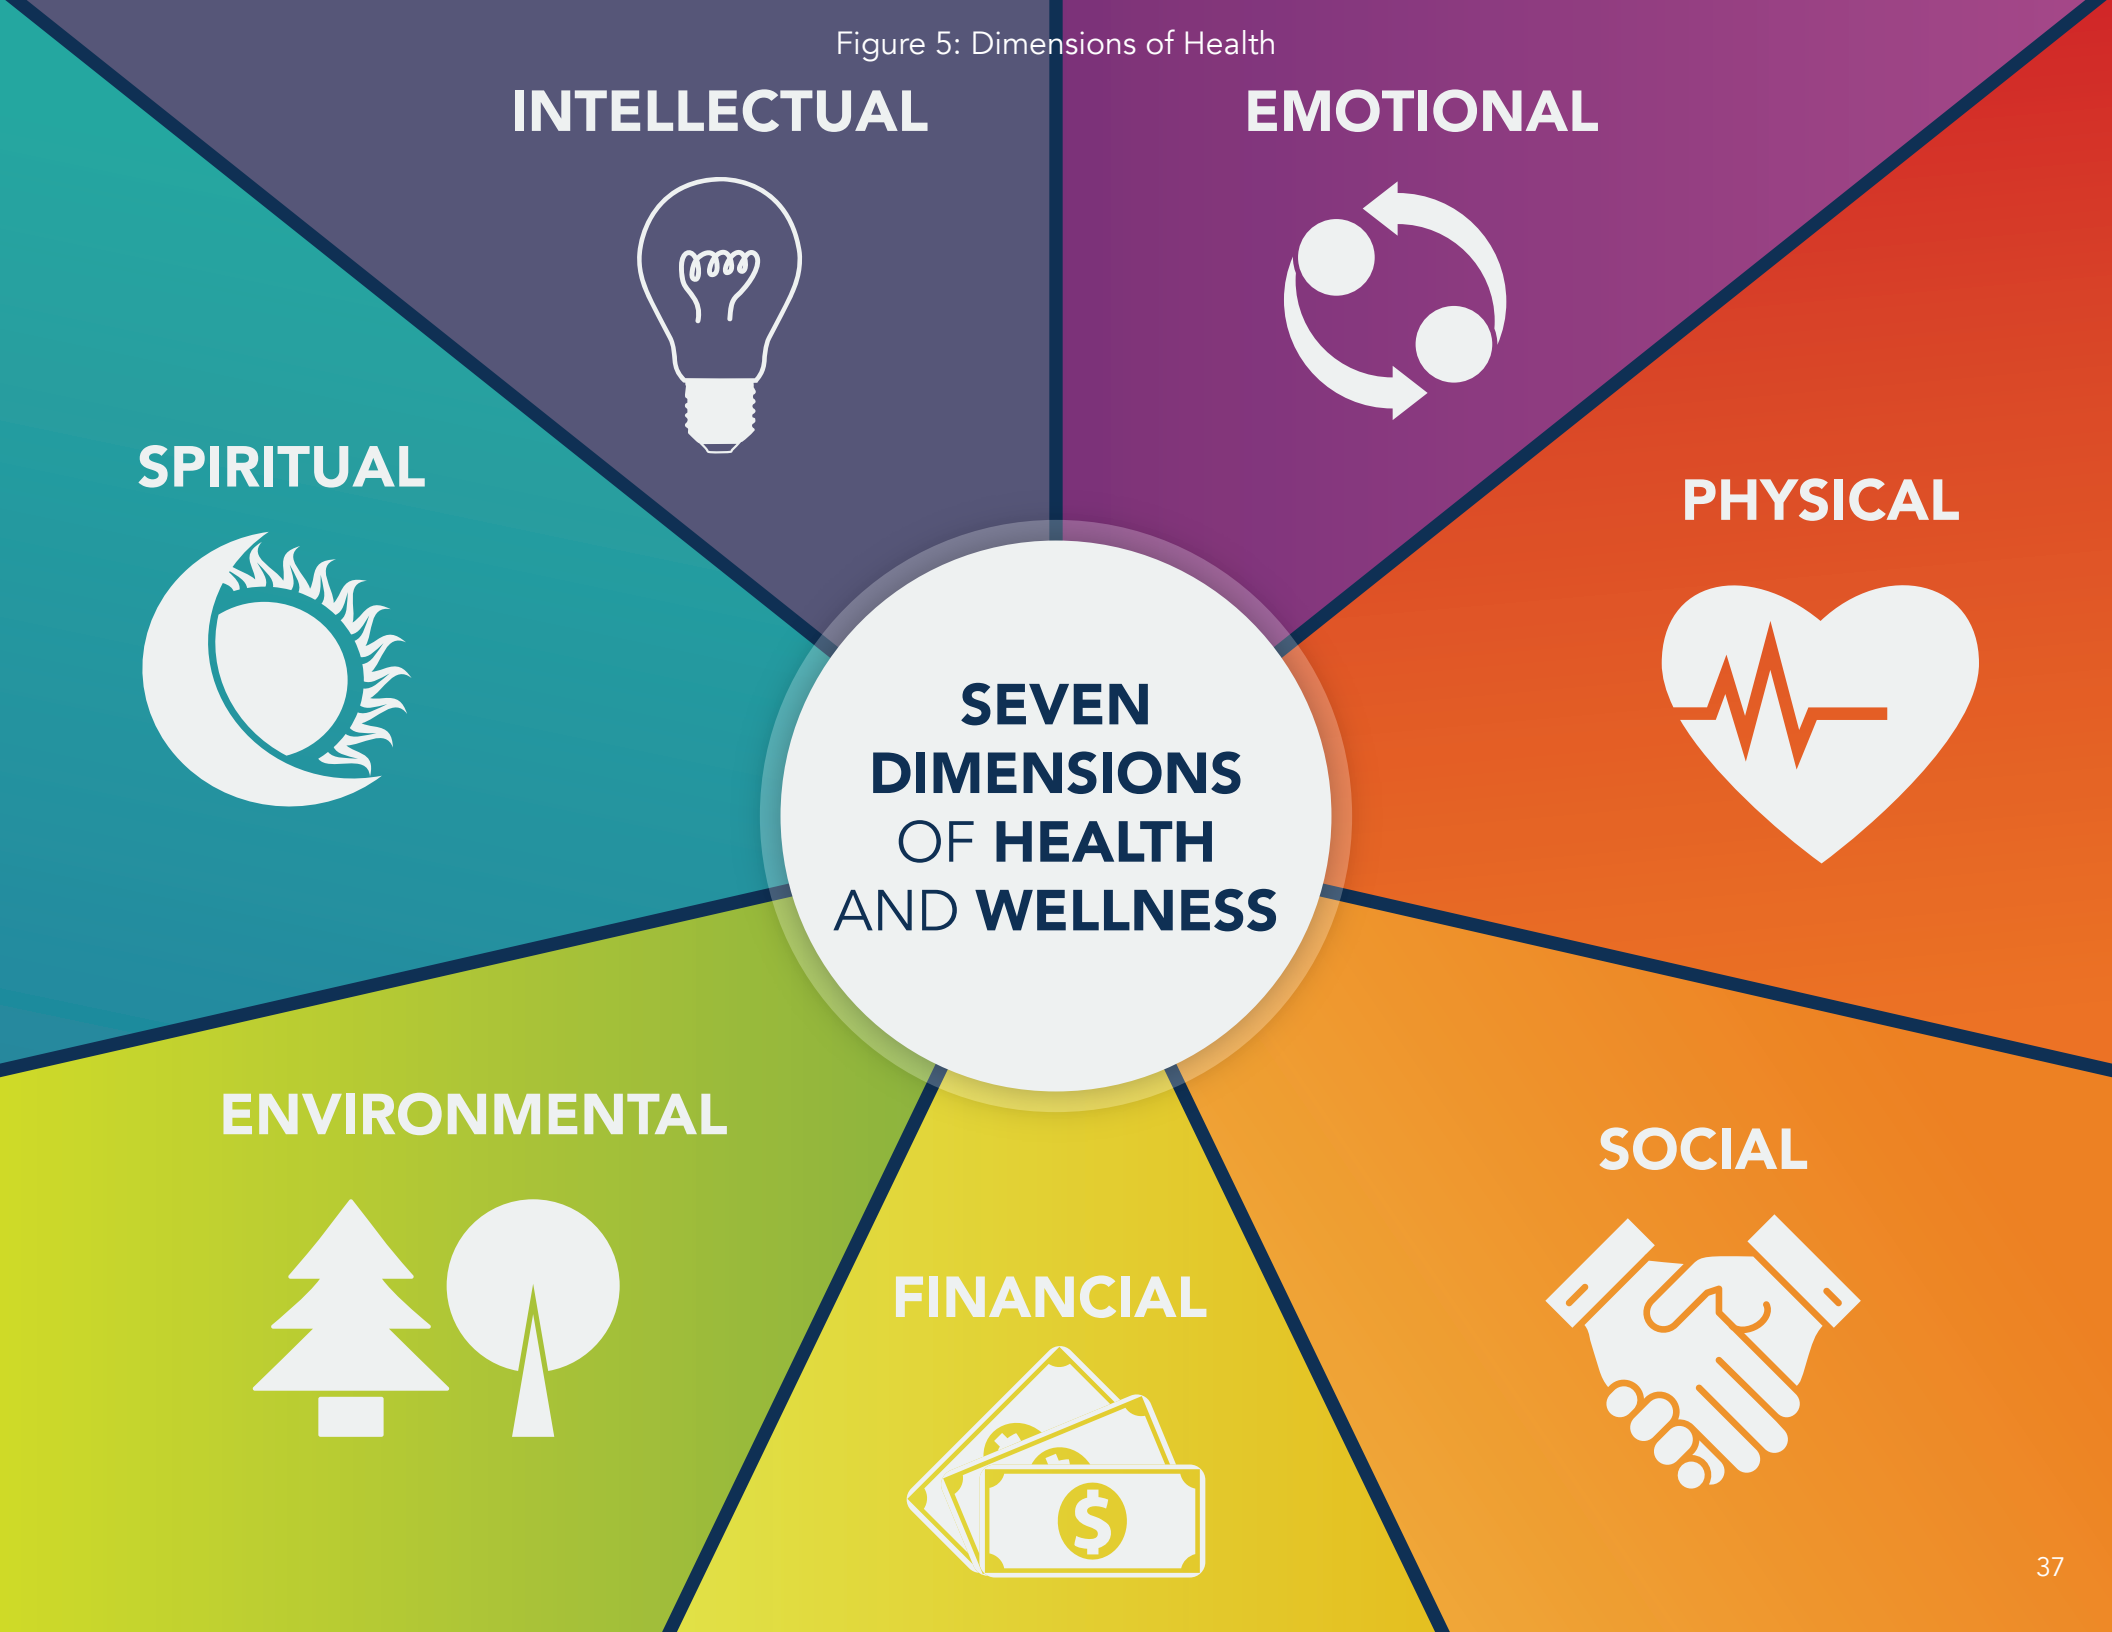 Figure 5: Dimensions of Health
INTELLECTUAL
EMOTIONAL
SPIRITUAL
PHYSICAL
SEVEN
DIMENSIONS
OF HEALTH
AND WELLNESS
ENVIRONMENTAL
SOCIAL
FINANCIAL
$
37